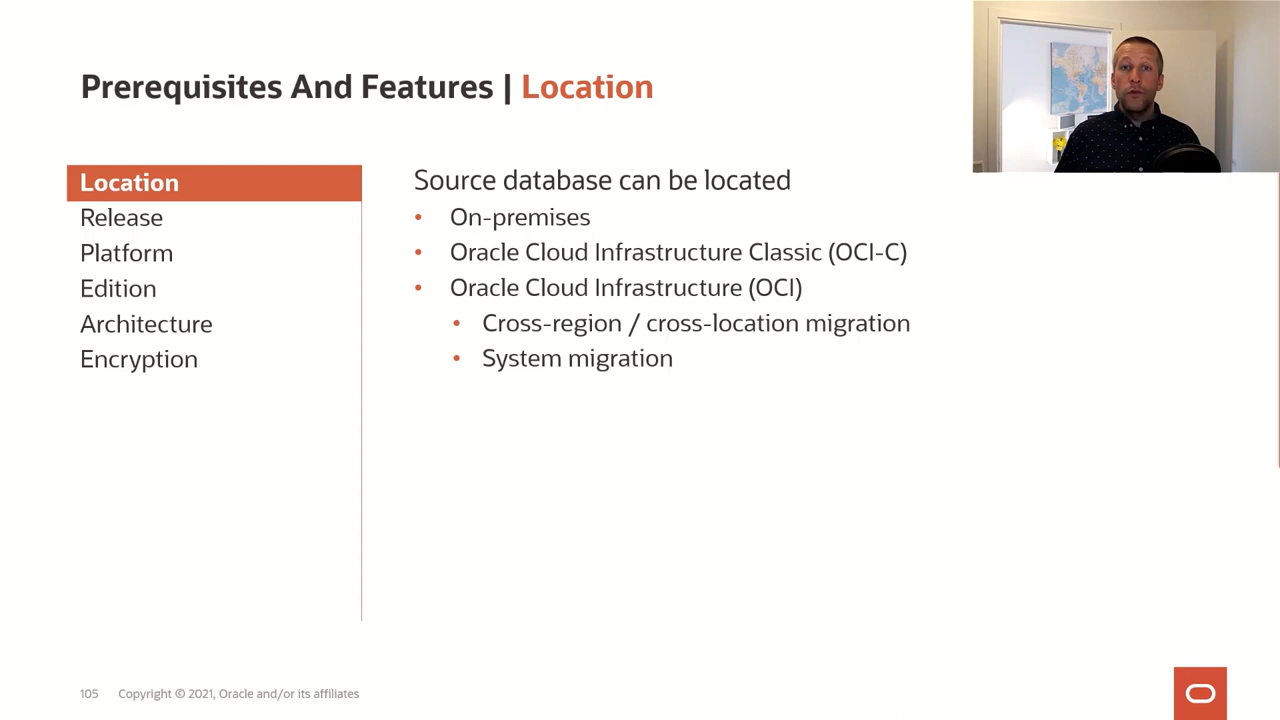 Prerequisites And Features | Location
Location
Release
Platform
Edition
Architecture
Encryption
Source database can be located
• On-premises
• Oracle Cloud Infrastructure Classic (OCI-C)
• Oracle Cloud Infrastructure (OCI)
• Cross-region / cross-location migration
• System migration
105 Copyright © 2021, Oracle and/or its affiliates